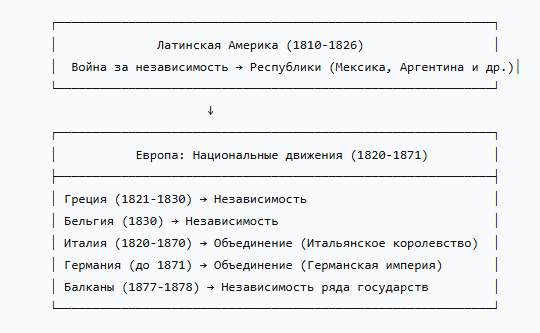 Латинская Америка (1810-1826)
Война за независимость → Республики (Мексика, Аргентина и др.)
↓
Европа: Национальные движения (1820-1871)
Греция (1821-1830) → Независимость
Бельгия (1830) → Независимость
Италия (1820-1870) → Объединение (Итальянское королевство)
Германия (до 1871) → Объединение (Германская империя)
Балканы (1877-1878) → Независимость ряда государств